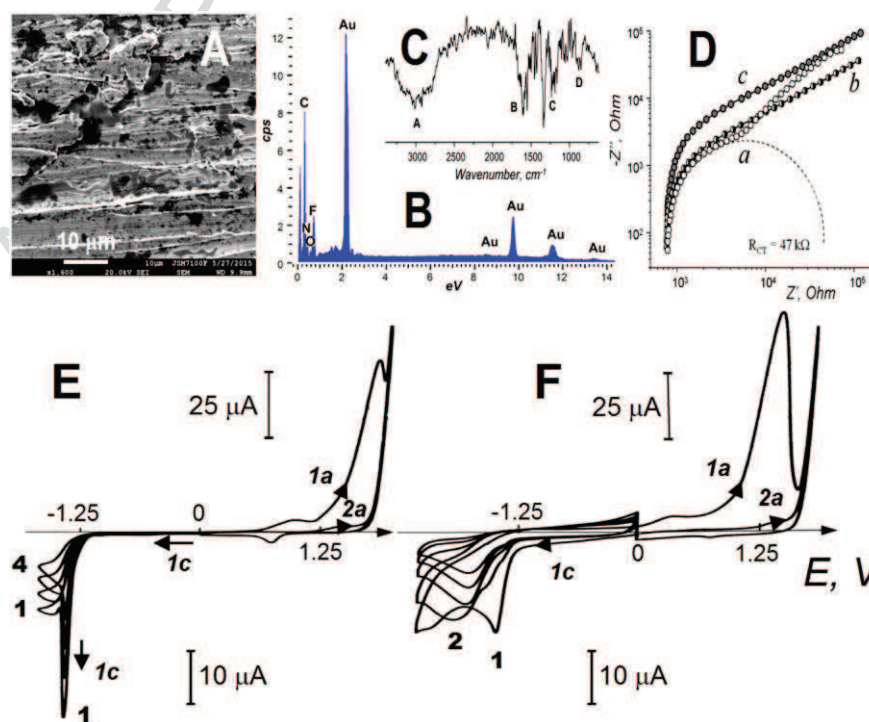 A
10 μm
10μm JSM7100F 5/27/2015
x1,600 20.0kV SEI SEM WD 9.9mm
Au
12
10
8
6
4
2
0
cps
C
F
N
O
B
Au
Au
Au
Au
0 2 4 6 8 10 12 14
eV
C
A
B
C
D
3000 2500 2000 1500 1000
Wavenumber, cm⁻¹
D
10⁵
10⁴
10³
10²
-Z'', Ohm
c
b
a
R_CT = 47 kΩ
10³ 10⁴ 10⁵
Z', Ohm
E
25 μA
1a
2a
-1.25 0
1.25
1c
4
1
1c
1
10 μA
F
25 μA
1a
2a
-1.25
0
1.25
1c
E, V
2
1
10 μA